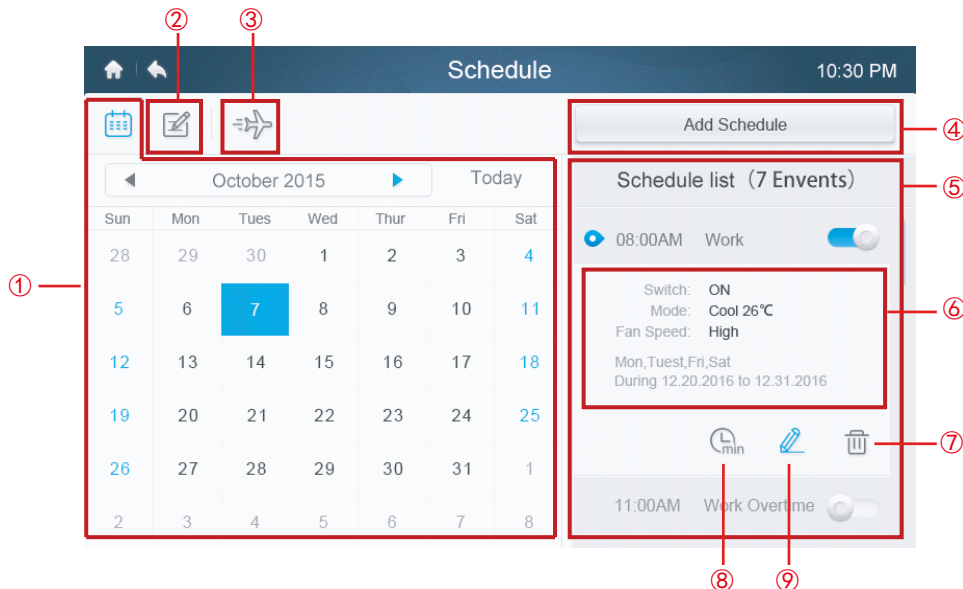 ② ③
Schedule 10:30 PM
Add Schedule ④
October 2015 Today
Schedule list (7 Envents) ⑤
Sun Mon Tues Wed Thur Fri Sat
08:00AM Work
28 29 30 1 2 3 4
① 5 6 7 8 9 10 11
Switch: ON
Mode: Cool 26℃ ⑥
Fan Speed: High
12 13 14 15 16 17 18
Mon,Tuest,Fri,Sat
During 12.20.2016 to 12.31.2016
19 20 21 22 23 24 25
min ⑦
26 27 28 29 30 31 1
11:00AM Work Overtime
2 3 4 5 6 7 8
⑧ ⑨